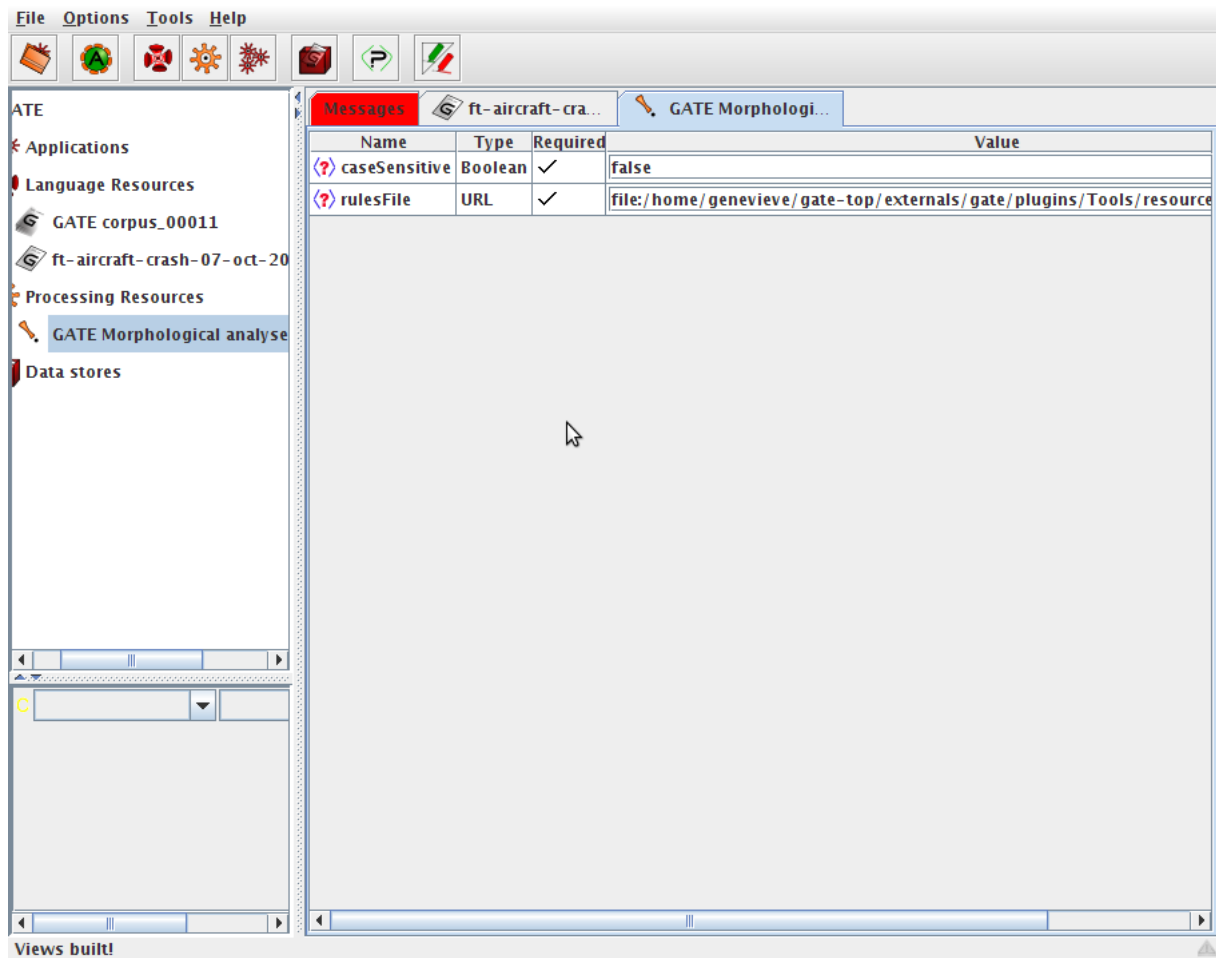 File Options Tools Help
ATE
Applications
Language Resources
GATE corpus_00011
ft-aircraft-crash-07-oct-20
Processing Resources
GATE Morphological analyse
Data stores
Messages ft-aircraft-cra... GATE Morphologi...
Name Type Required Value
<?> caseSensitive Boolean ✓ false
<?> rulesFile URL ✓ file:/home/genevieve/gate-top/externals/gate/plugins/Tools/resource
C
Views built!